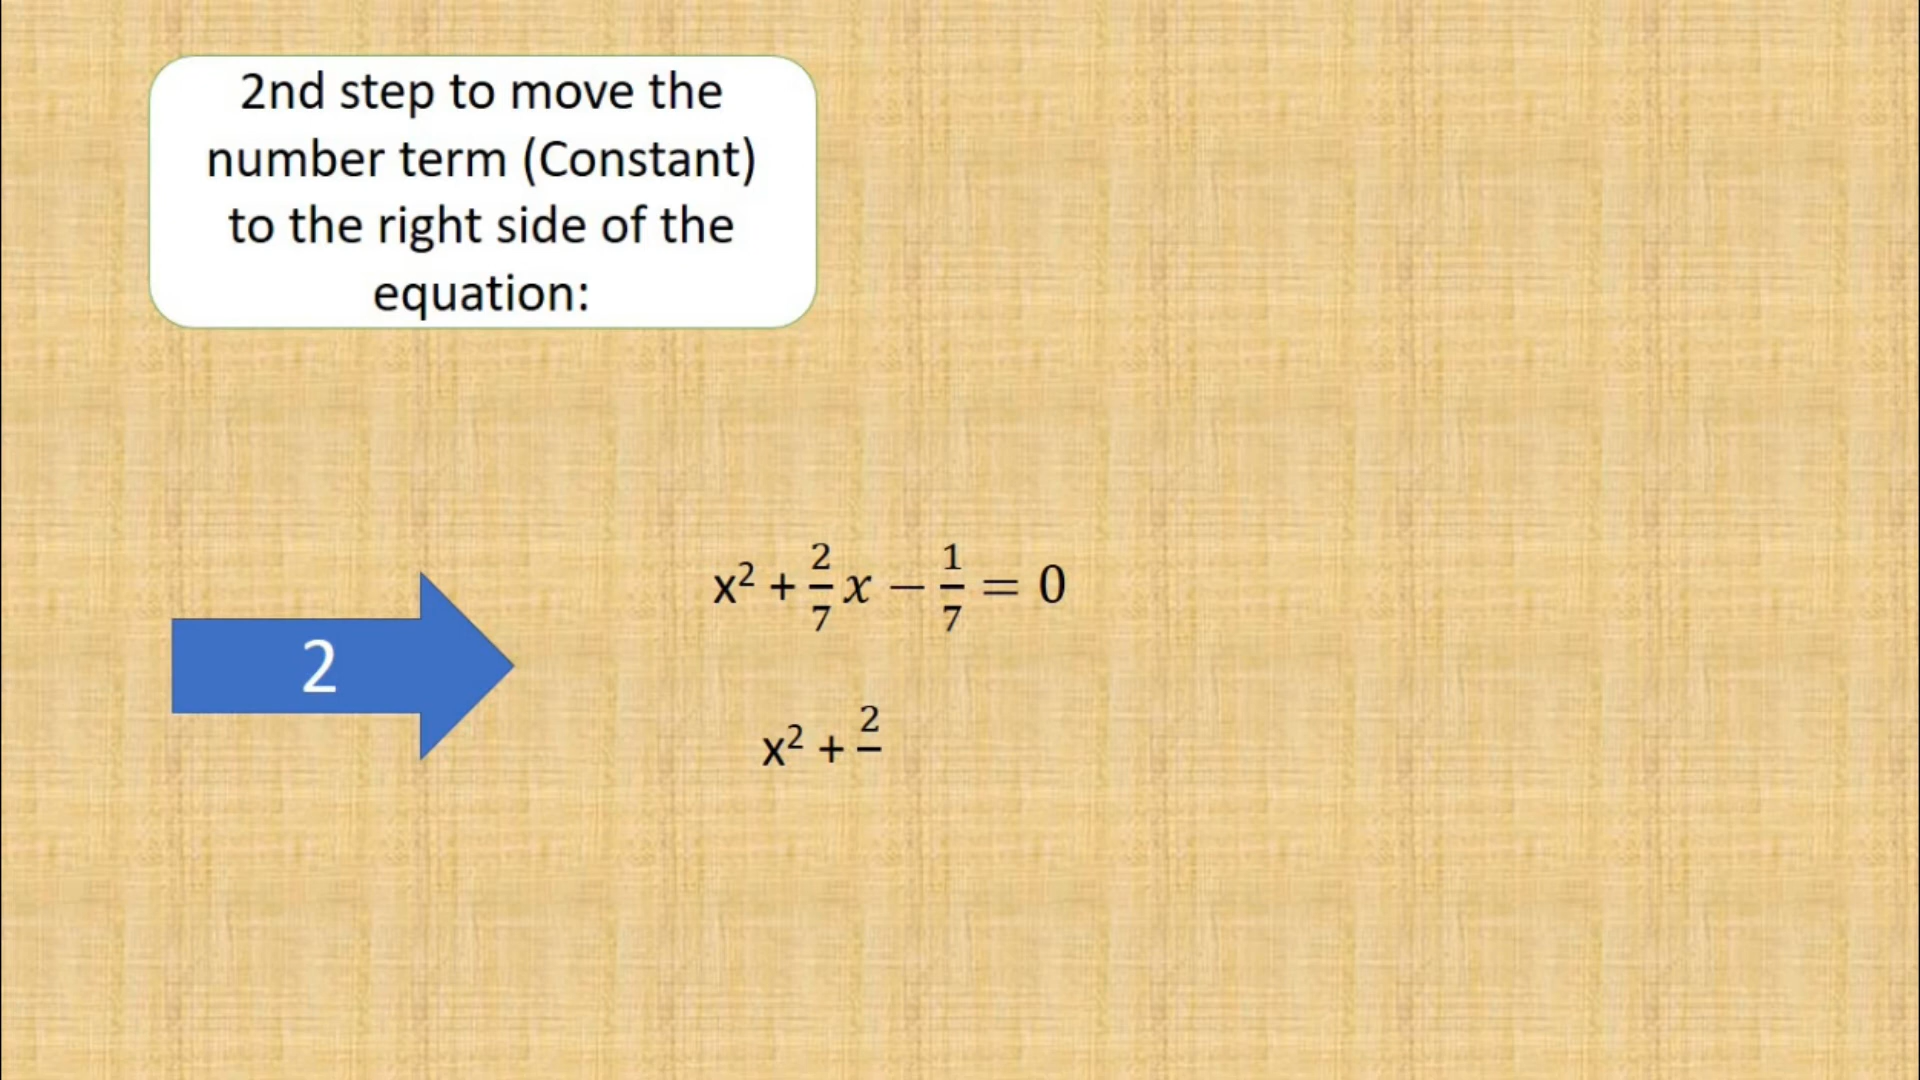 2nd step to move the
number term (Constant)
to the right side of the
equation:
x² + 2/7 x − 1/7 = 0
2
x² + 2/